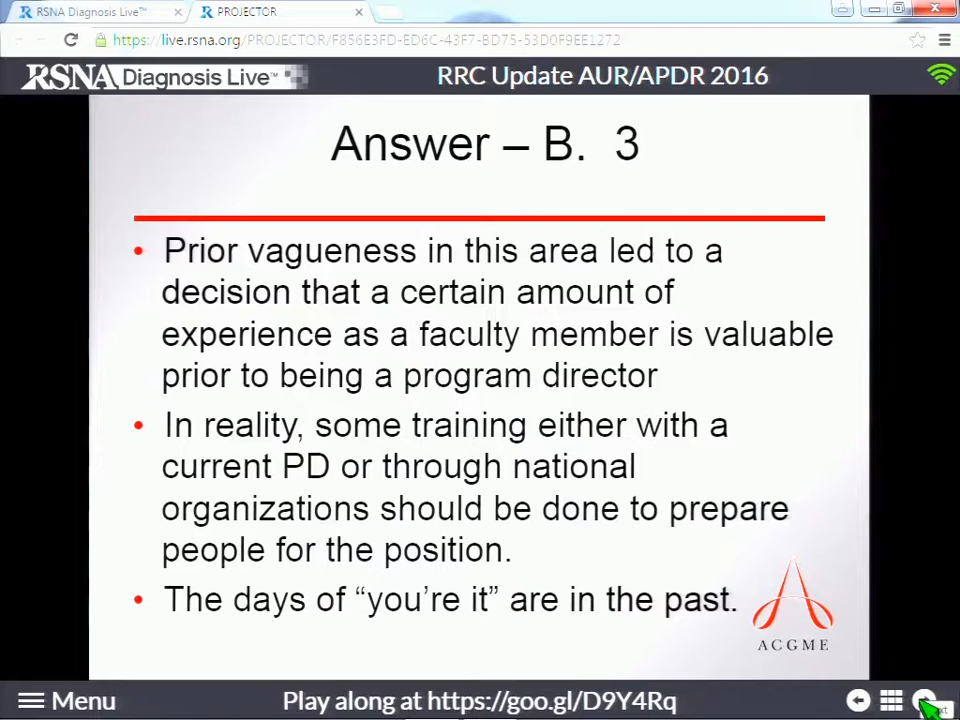 RSNA Diagnosis Live™
PROJECTOR
https://live.rsna.org/PROJECTOR/F856E3FD-ED6C-43F7-BD75-53D0F9EE1272
RSNA Diagnosis Live™
RRC Update AUR/APDR 2016
Answer – B. 3
• Prior vagueness in this area led to a
decision that a certain amount of
experience as a faculty member is valuable
prior to being a program director
• In reality, some training either with a
current PD or through national
organizations should be done to prepare
people for the position.
• The days of “you’re it” are in the past.
ACGME
Menu
Play along at https://goo.gl/D9Y4Rq